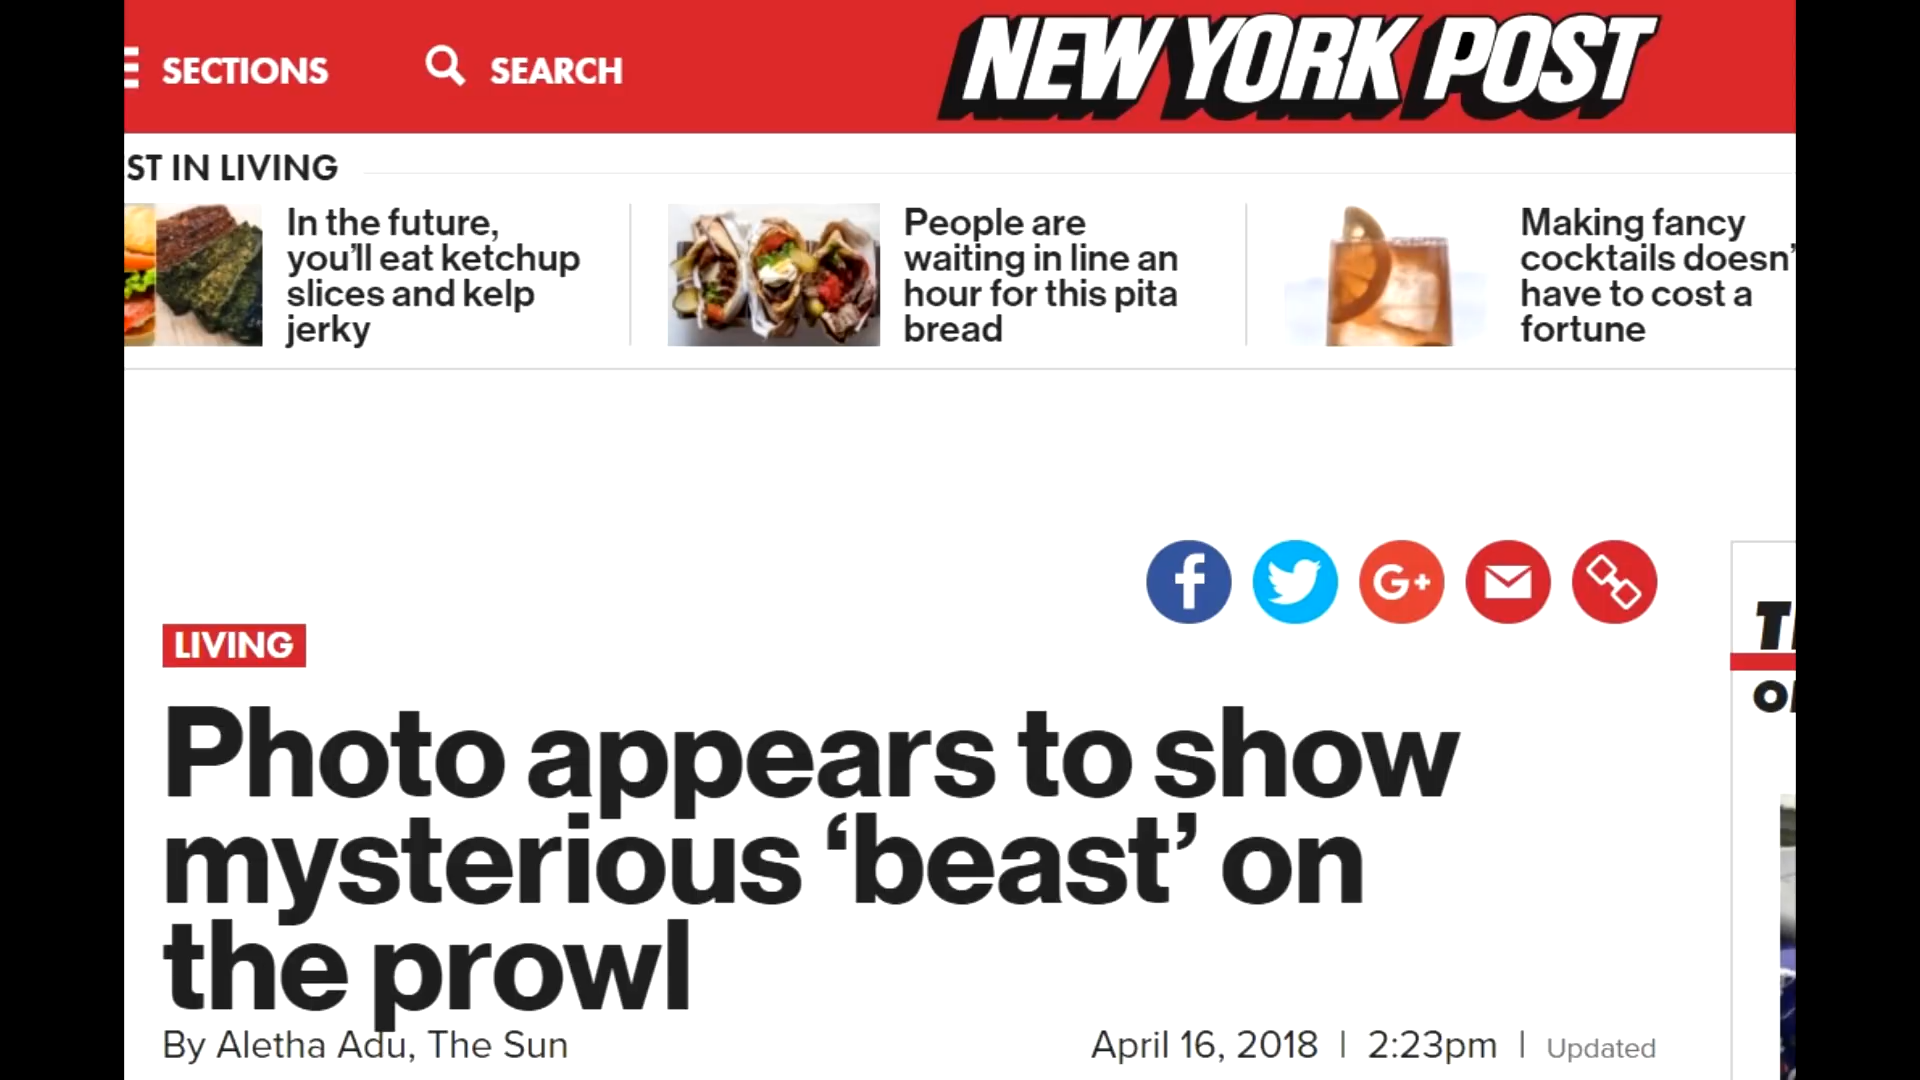 SECTIONS
SEARCH
NEW YORK POST
ST IN LIVING
In the future,
you'll eat ketchup
slices and kelp
jerky
People are
waiting in line an
hour for this pita
bread
Making fancy
cocktails doesn'
have to cost a
fortune
f
G+
LIVING
Photo appears to show
mysterious ‘beast’ on
the prowl
By Aletha Adu, The Sun
April 16, 2018 | 2:23pm | Updated